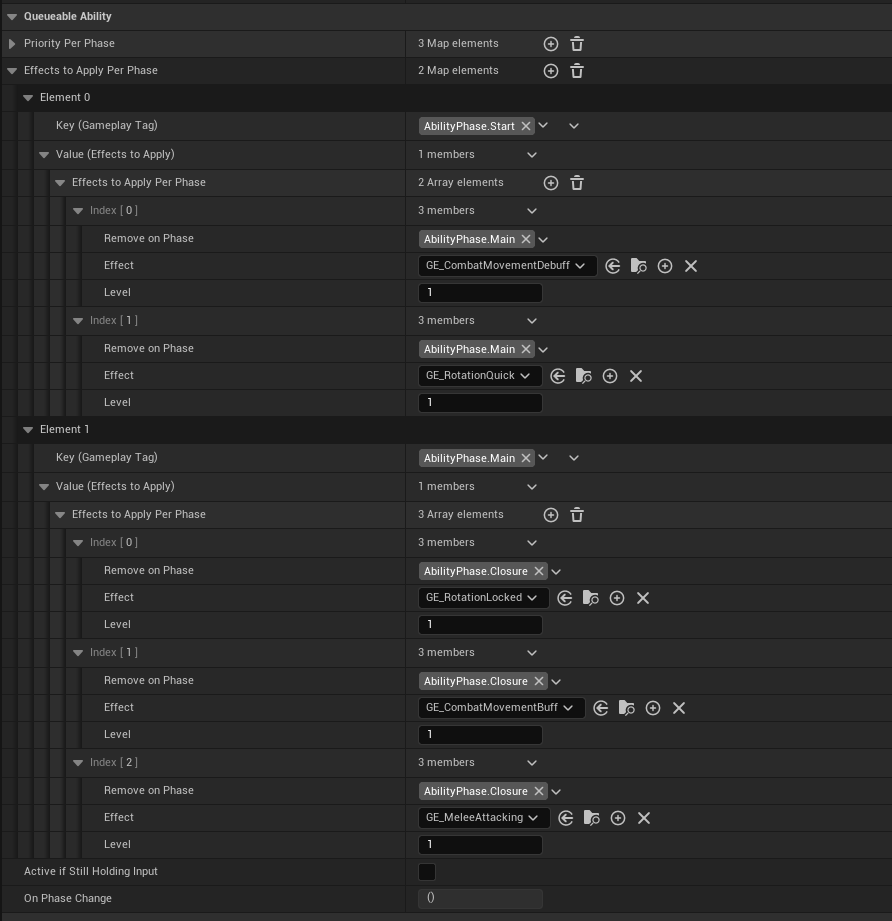 Queueable Ability
Priority Per Phase 3 Map elements
Effects to Apply Per Phase 2 Map elements
Element 0
Key (Gameplay Tag) AbilityPhase.Start
Value (Effects to Apply) 1 members
Effects to Apply Per Phase 2 Array elements
Index [ 0 ] 3 members
Remove on Phase AbilityPhase.Main
Effect GE_CombatMovementDebuff
Level 1
Index [ 1 ] 3 members
Remove on Phase AbilityPhase.Main
Effect GE_RotationQuick
Level 1
Element 1
Key (Gameplay Tag) AbilityPhase.Main
Value (Effects to Apply) 1 members
Effects to Apply Per Phase 3 Array elements
Index [ 0 ] 3 members
Remove on Phase AbilityPhase.Closure
Effect GE_RotationLocked
Level 1
Index [ 1 ] 3 members
Remove on Phase AbilityPhase.Closure
Effect GE_CombatMovementBuff
Level 1
Index [ 2 ] 3 members
Remove on Phase AbilityPhase.Closure
Effect GE_MeleeAttacking
Level 1
Active if Still Holding Input
On Phase Change ()